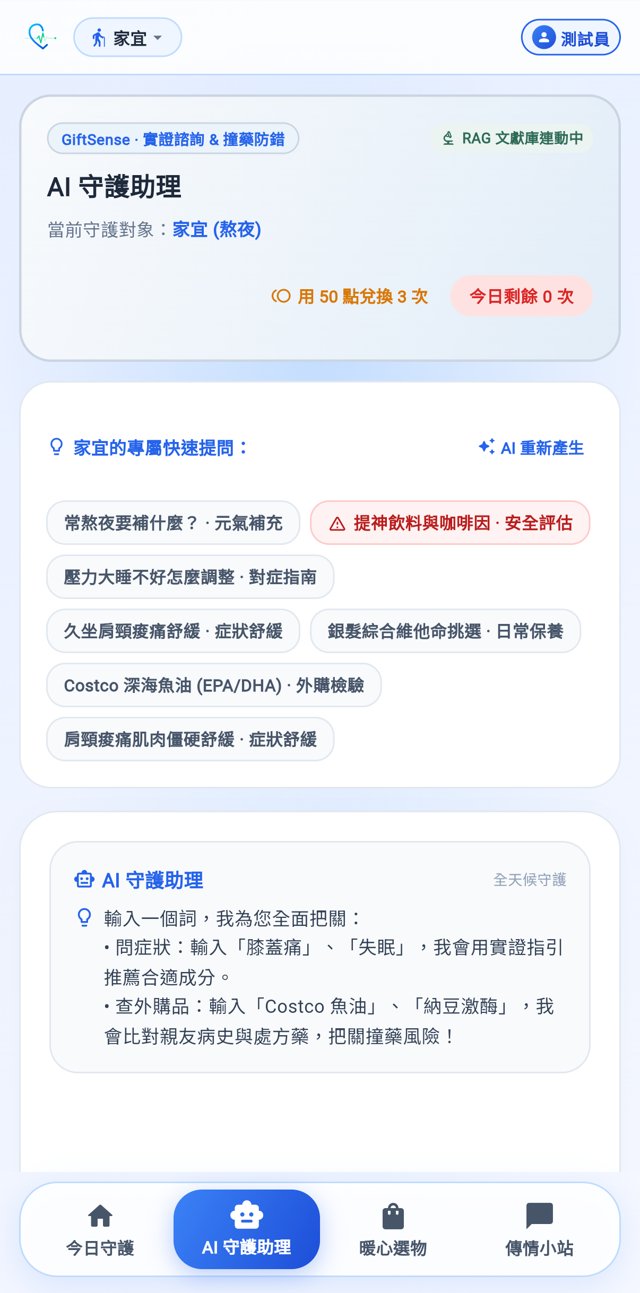 家宜
測試員
GiftSense · 實證諮詢 & 撞藥防錯
RAG 文獻庫連動中
AI 守護助理
當前守護對象：家宜 (熬夜)
用 50 點兌換 3 次
今日剩餘 0 次
家宜的專屬快速提問：
AI 重新產生
常熬夜要補什麼？ · 元氣補充
提神飲料與咖啡因 · 安全評估
壓力大睡不好怎麼調整 · 對症指南
久坐肩頸痠痛舒緩 · 症狀舒緩
銀髮綜合維他命挑選 · 日常保養
Costco 深海魚油 (EPA/DHA) · 外購檢驗
肩頸痠痛肌肉僵硬舒緩 · 症狀舒緩
AI 守護助理
全天候守護
輸入一個詞，我為您全面把關：
• 問症狀：輸入「膝蓋痛」、「失眠」，我會用實證指引
推薦合適成分。
• 查外購品：輸入「Costco 魚油」、「納豆激酶」，我
會比對親友病史與處方藥，把關撞藥風險！
今日守護
AI 守護助理
暖心選物
傳情小站